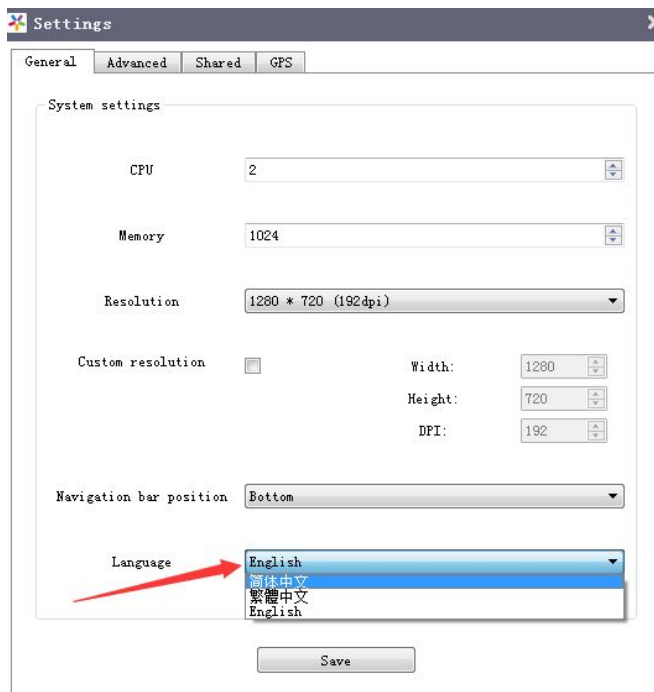 Settings
General Advanced Shared GPS
System settings
CPU 2
Memory 1024
Resolution 1280 * 720 (192dpi)
Custom resolution Width: 1280
Height: 720
DPI: 192
Navigation bar position Bottom
Language English
简体中文
繁體中文
English
Save